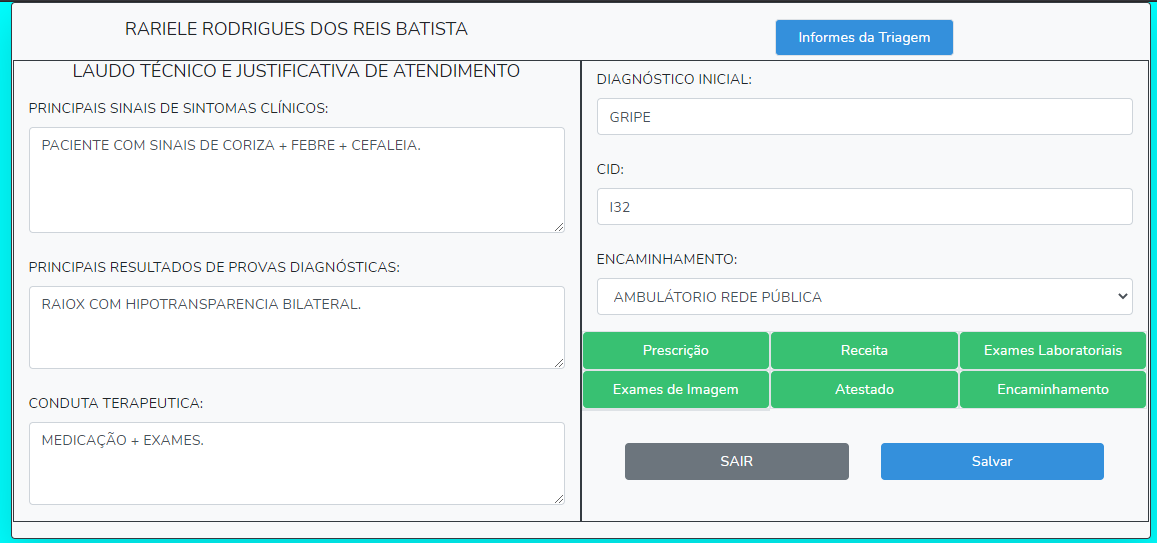 RARIELE RODRIGUES DOS REIS BATISTA
Informes da Triagem
LAUDO TÉCNICO E JUSTIFICATIVA DE ATENDIMENTO
PRINCIPAIS SINAIS DE SINTOMAS CLÍNICOS:
PACIENTE COM SINAIS DE CORIZA + FEBRE + CEFALEIA.
PRINCIPAIS RESULTADOS DE PROVAS DIAGNÓSTICAS:
RAIOX COM HIPOTRANSPARENCIA BILATERAL.
CONDUTA TERAPEUTICA:
MEDICAÇÃO + EXAMES.
DIAGNÓSTICO INICIAL:
GRIPE
CID:
I32
ENCAMINHAMENTO:
AMBULÁTORIO REDE PÚBLICA
Prescrição Receita Exames Laboratoriais
Exames de Imagem Atestado Encaminhamento
SAIR Salvar